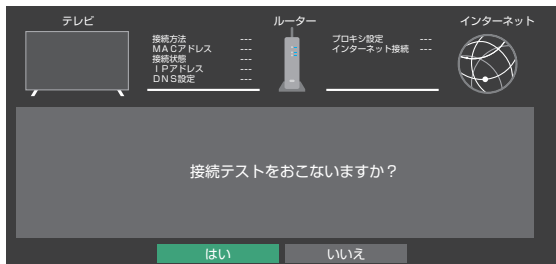 テレビ
ルーター
インターネット
接続方法 ---
ＭＡＣアドレス ---
接続状態 ---
ＩＰアドレス ---
ＤＮＳ設定 ---
プロキシ設定 ---
インターネット接続 ---
接続テストをおこないますか？
はい
いいえ